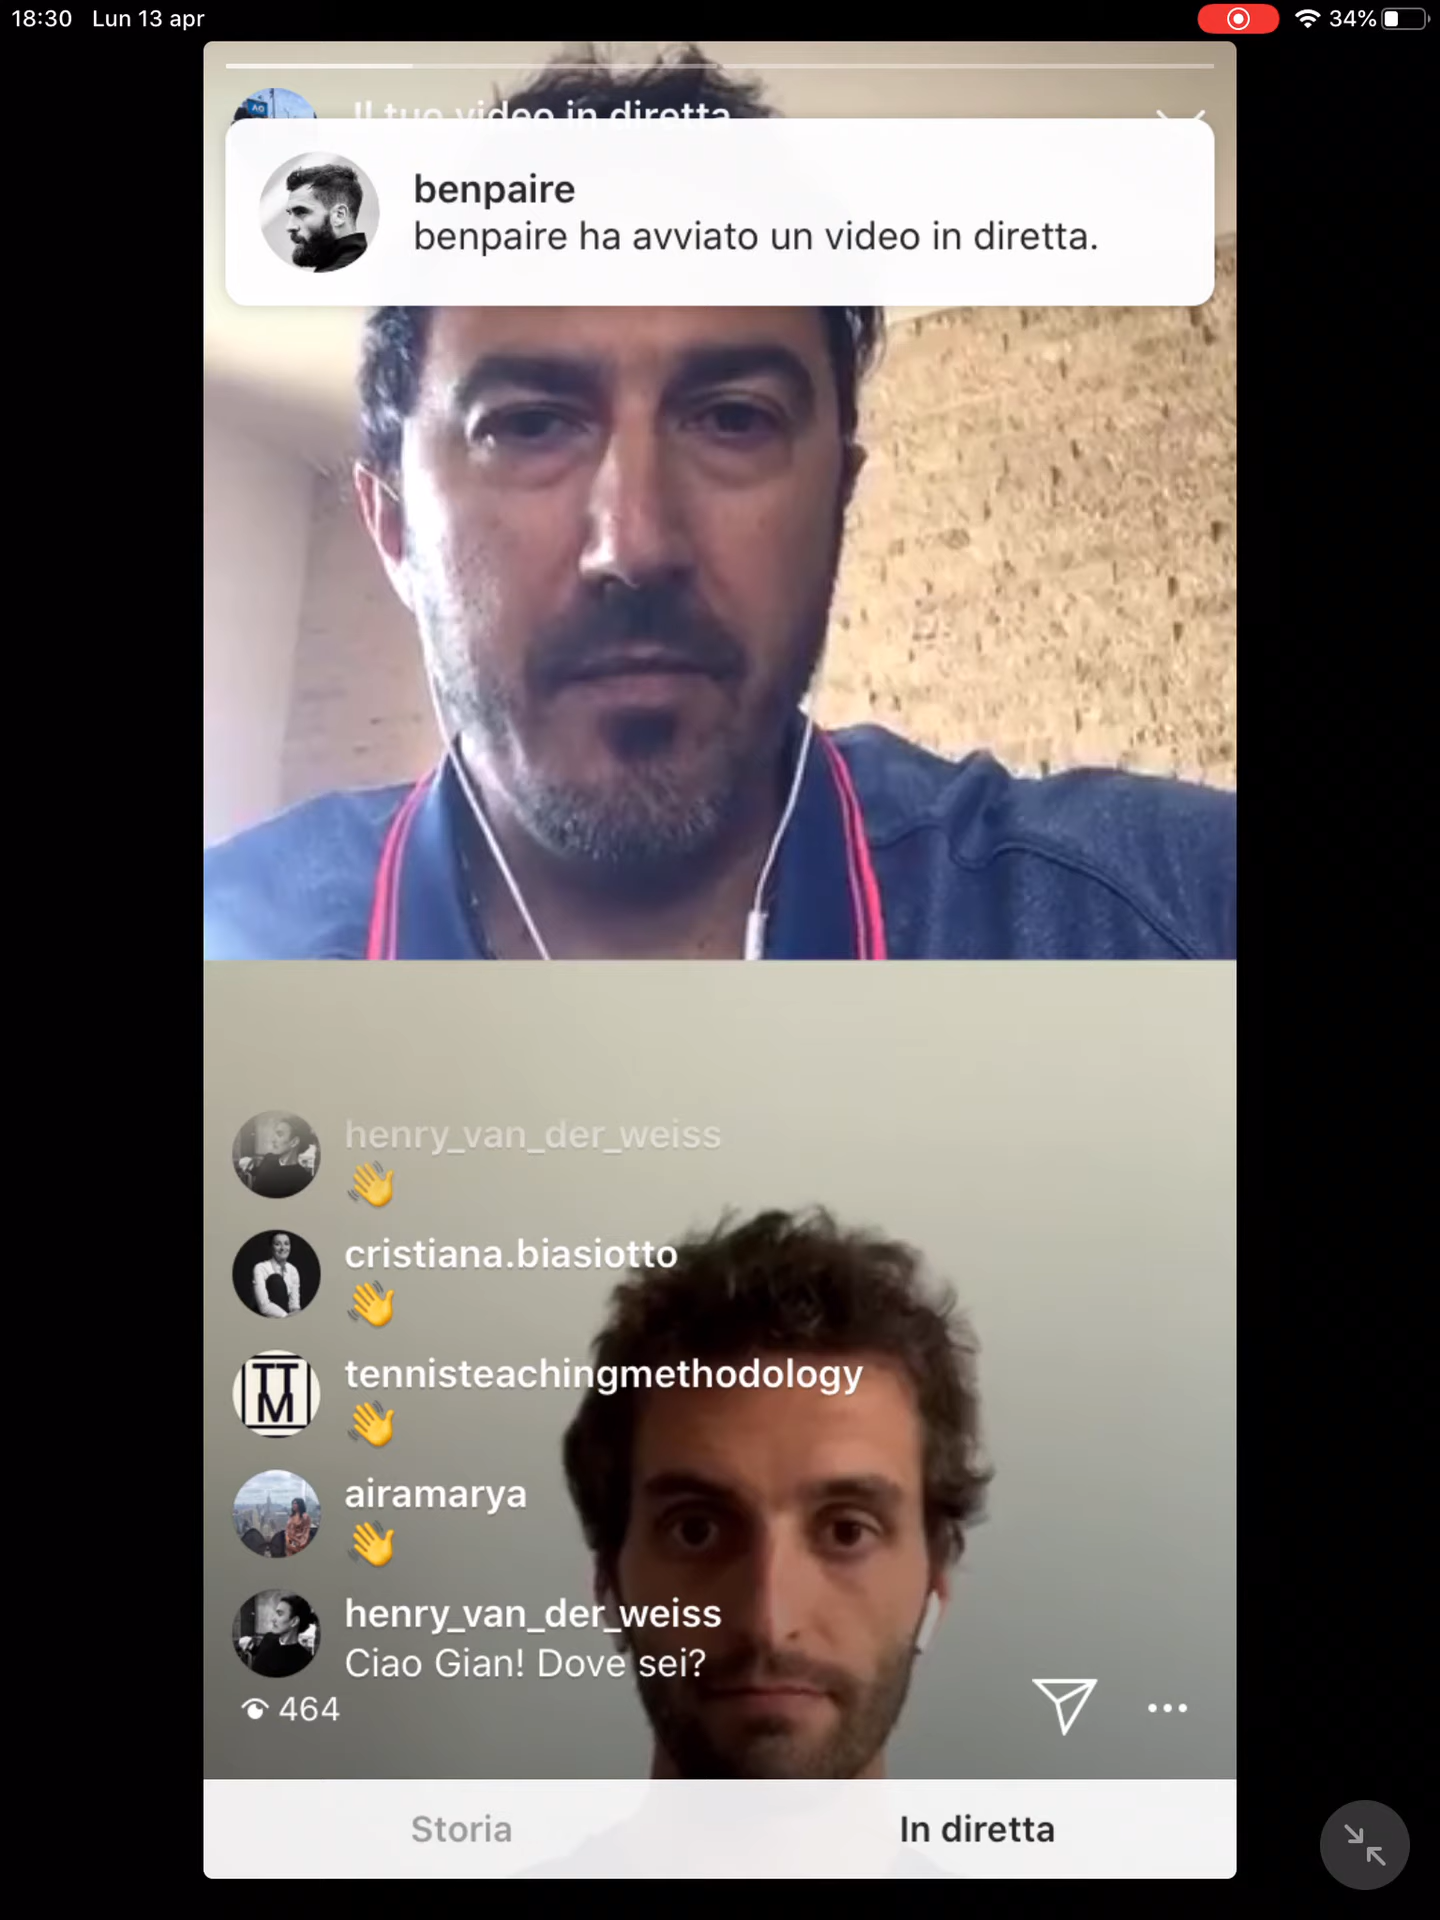 18:30 Lun 13 apr
34%
AO
Il tuo video in diretta
benpaire
benpaire ha avviato un video in diretta.
henry_van_der_weiss
👋
cristiana.biasiotto
👋
TTM
tennisteachingmethodology
👋
airamarya
👋
henry_van_der_weiss
Ciao Gian! Dove sei?
464
Storia
In diretta